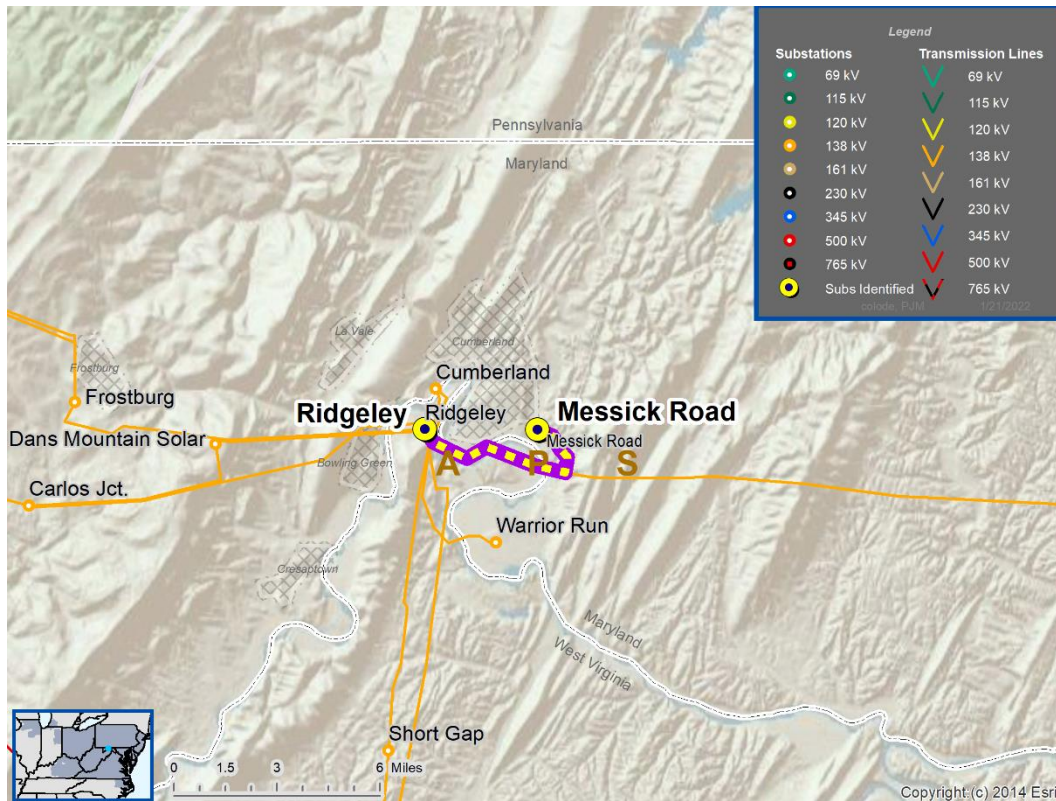 Legend
Substations
Transmission Lines
69 kV
69 kV
115 kV
115 kV
120 kV
120 kV
138 kV
138 kV
161 kV
161 kV
230 kV
230 kV
345 kV
345 kV
500 kV
500 kV
765 kV
765 kV
Subs Identified
colode, PJM
1/21/2022
Pennsylvania
Maryland
La Vale
Cumberland
Frostburg
Frostburg
Cumberland
Ridgeley
Ridgeley
Messick Road
Messick Road
Dans Mountain Solar
Bowling Green
A P S
Carlos Jct.
Warrior Run
Cresaptown
Maryland
West Virginia
Short Gap
0 1.5 3 6 Miles
Copyright:(c) 2014 Esri